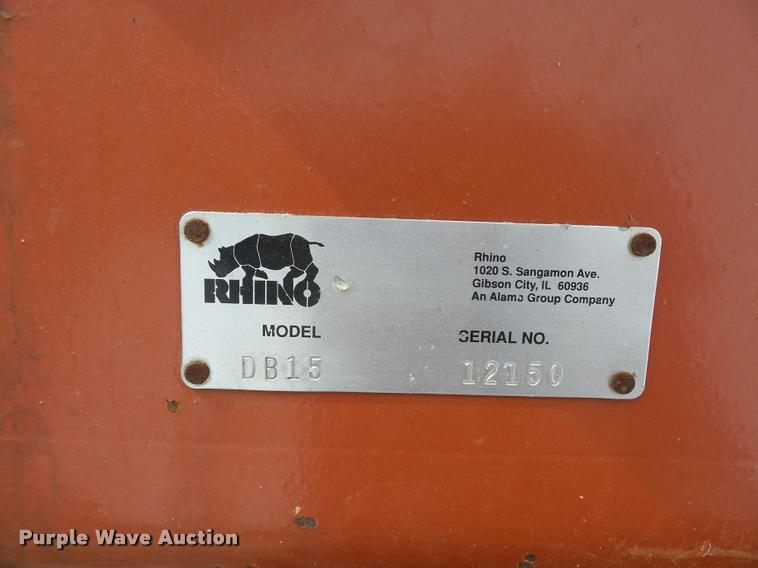 RHINO
Rhino
1020 S. Sangamon Ave.
Gibson City, IL 60936
An Alamo Group Company
MODEL
SERIAL NO.
DB15
12150
Purple Wave Auction